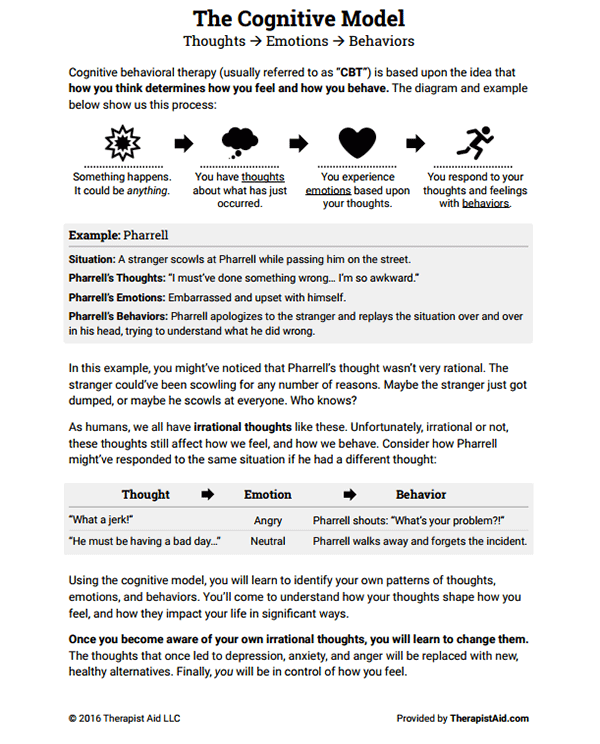 The Cognitive Model
Thoughts → Emotions → Behaviors
Cognitive behavioral therapy (usually referred to as “CBT”) is based upon the idea that
how you think determines how you feel and how you behave. The diagram and example
below show us this process:
Something happens.
It could be anything.
You have thoughts
about what has just
occurred.
You experience
emotions based upon
your thoughts.
You respond to your
thoughts and feelings
with behaviors.
Example: Pharrell
Situation: A stranger scowls at Pharrell while passing him on the street.
Pharrell’s Thoughts: “I must’ve done something wrong... I’m so awkward.”
Pharrell’s Emotions: Embarrassed and upset with himself.
Pharrell’s Behaviors: Pharrell apologizes to the stranger and replays the situation over and over
in his head, trying to understand what he did wrong.
In this example, you might’ve noticed that Pharrell’s thought wasn’t very rational. The
stranger could’ve been scowling for any number of reasons. Maybe the stranger just got
dumped, or maybe he scowls at everyone. Who knows?
As humans, we all have irrational thoughts like these. Unfortunately, irrational or not,
these thoughts still affect how we feel, and how we behave. Consider how Pharrell
might’ve responded to the same situation if he had a different thought:
Thought → Emotion → Behavior
“What a jerk!” Angry Pharrell shouts: “What’s your problem?!”
“He must be having a bad day...” Neutral Pharrell walks away and forgets the incident.
Using the cognitive model, you will learn to identify your own patterns of thoughts,
emotions, and behaviors. You’ll come to understand how your thoughts shape how you
feel, and how they impact your life in significant ways.
Once you become aware of your own irrational thoughts, you will learn to change them.
The thoughts that once led to depression, anxiety, and anger will be replaced with new,
healthy alternatives. Finally, you will be in control of how you feel.
© 2016 Therapist Aid LLC
Provided by TherapistAid.com